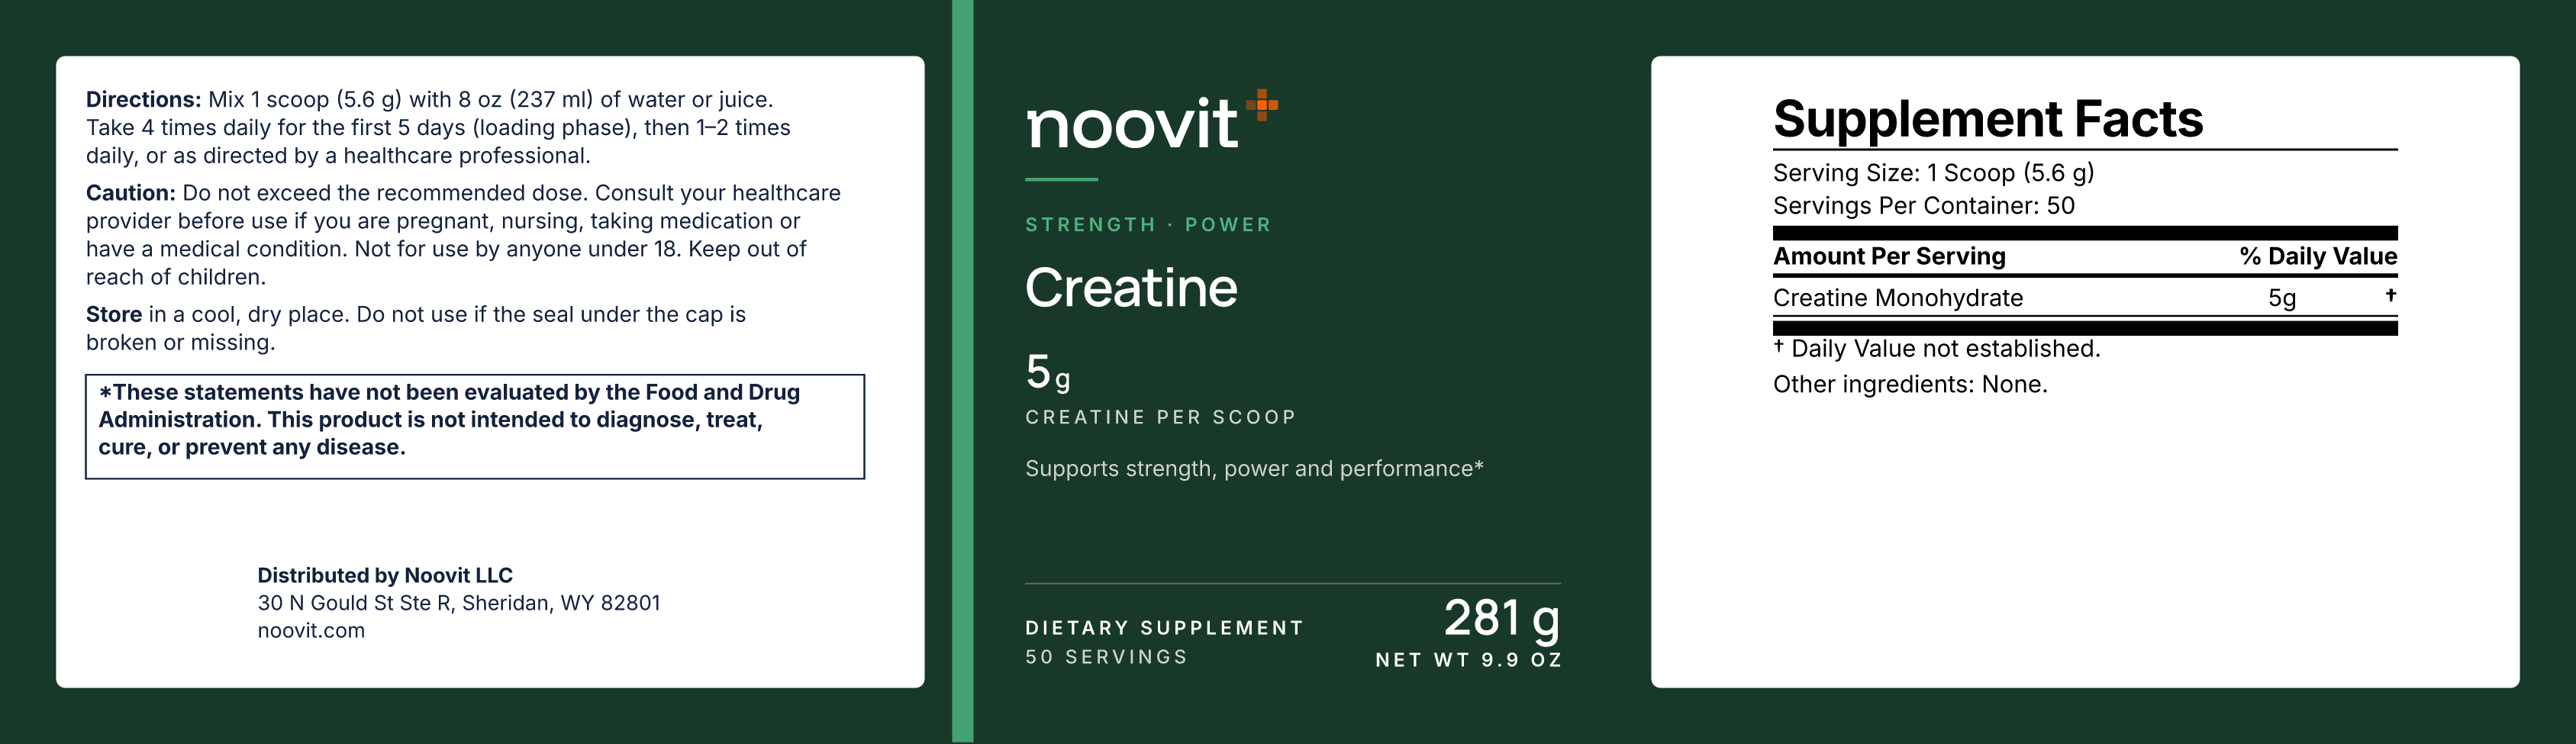 Directions: Mix 1 scoop (5.6 g) with 8 oz (237 ml) of water or juice.
Take 4 times daily for the first 5 days (loading phase), then 1–2 times
daily, or as directed by a healthcare professional.
Caution: Do not exceed the recommended dose. Consult your healthcare
provider before use if you are pregnant, nursing, taking medication or
have a medical condition. Not for use by anyone under 18. Keep out of
reach of children.
Store in a cool, dry place. Do not use if the seal under the cap is
broken or missing.
*These statements have not been evaluated by the Food and Drug
Administration. This product is not intended to diagnose, treat,
cure, or prevent any disease.
Distributed by Noovit LLC
30 N Gould St Ste R, Sheridan, WY 82801
noovit.com
noovit
STRENGTH · POWER
Creatine
5 g
CREATINE PER SCOOP
Supports strength, power and performance*
DIETARY SUPPLEMENT
50 SERVINGS
281 g
NET WT 9.9 OZ
Supplement Facts
Serving Size: 1 Scoop (5.6 g)
Servings Per Container: 50
Amount Per Serving % Daily Value
Creatine Monohydrate 5g †
† Daily Value not established.
Other ingredients: None.